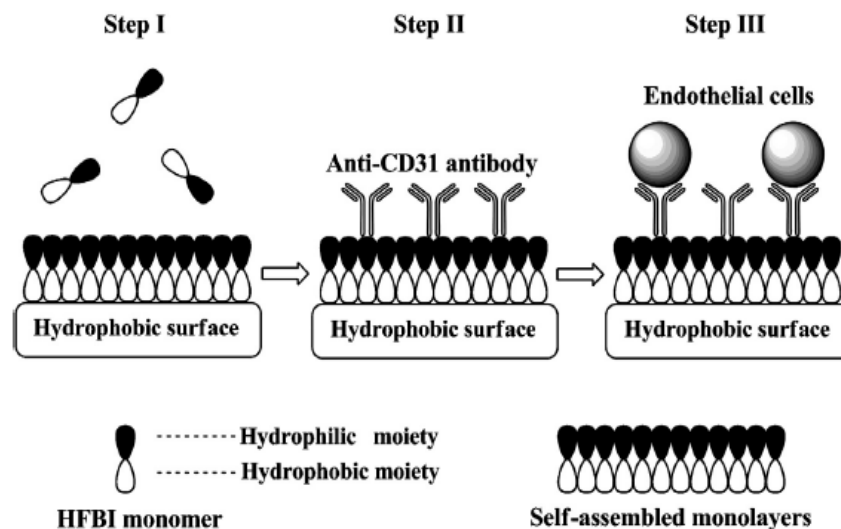 Step I
Step II
Step III
Endothelial cells
Anti-CD31 antibody
Hydrophobic surface
Hydrophobic surface
Hydrophobic surface
Hydrophilic moiety
Hydrophobic moiety
HFBI monomer
Self-assembled monolayers